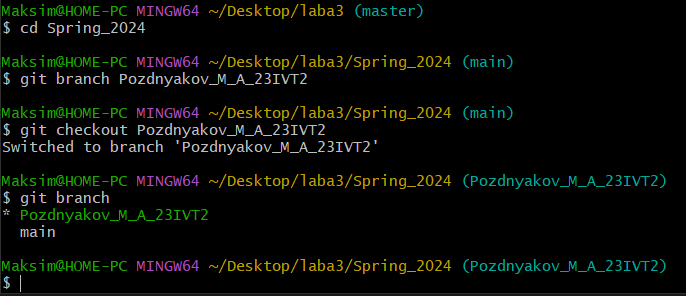 Maksim@HOME-PC MINGW64 ~/Desktop/laba3 (master)
$ cd Spring_2024
Maksim@HOME-PC MINGW64 ~/Desktop/laba3/Spring_2024 (main)
$ git branch Pozdnyakov_M_A_23IVT2
Maksim@HOME-PC MINGW64 ~/Desktop/laba3/Spring_2024 (main)
$ git checkout Pozdnyakov_M_A_23IVT2
Switched to branch 'Pozdnyakov_M_A_23IVT2'
Maksim@HOME-PC MINGW64 ~/Desktop/laba3/Spring_2024 (Pozdnyakov_M_A_23IVT2)
$ git branch
* Pozdnyakov_M_A_23IVT2
  main
Maksim@HOME-PC MINGW64 ~/Desktop/laba3/Spring_2024 (Pozdnyakov_M_A_23IVT2)
$